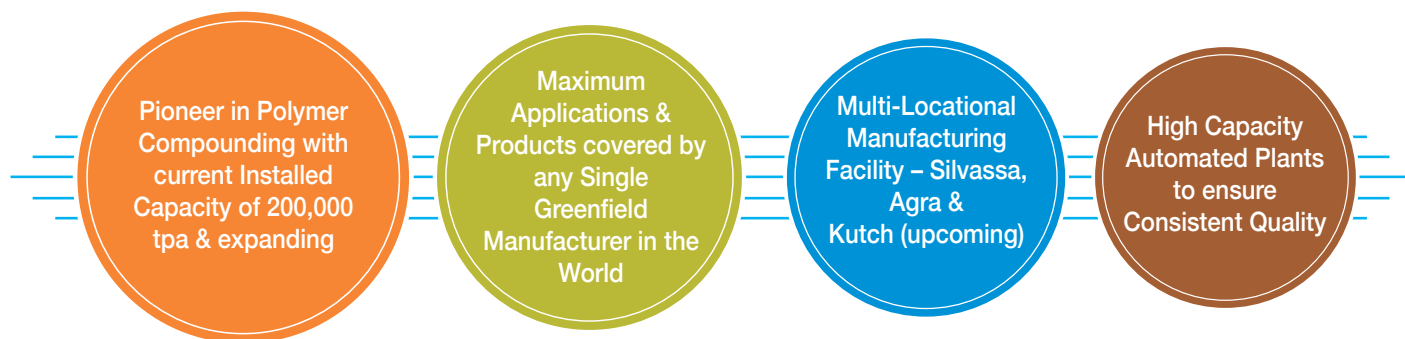 Pioneer in Polymer
Compounding with
current Installed
Capacity of 200,000
tpa & expanding
Maximum
Applications &
Products covered by
any Single
Greenfield
Manufacturer in the
World
Multi-Locational
Manufacturing
Facility – Silvassa,
Agra &
Kutch (upcoming)
High Capacity
Automated Plants
to ensure
Consistent Quality